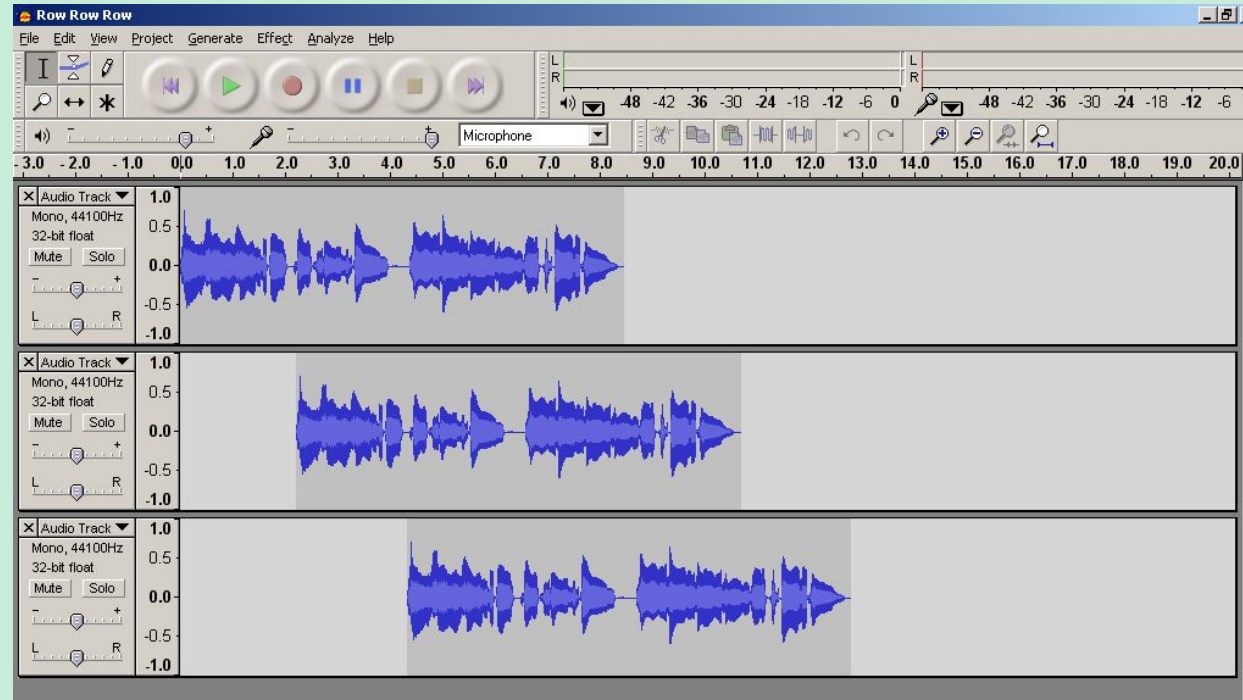 Row Row Row
File Edit View Project Generate Effect Analyze Help
L
R
-48 -42 -36 -30 -24 -18 -12 -6 0
L
R
-48 -42 -36 -30 -24 -18 -12 -6
- + - + Microphone
-3.0 -2.0 -1.0 0.0 1.0 2.0 3.0 4.0 5.0 6.0 7.0 8.0 9.0 10.0 11.0 12.0 13.0 14.0 15.0 16.0 17.0 18.0 19.0 20.0
X Audio Track
Mono, 44100Hz
32-bit float
Mute Solo
- +
L R
1.0
0.5
0.0
-0.5
-1.0
X Audio Track
Mono, 44100Hz
32-bit float
Mute Solo
- +
L R
1.0
0.5
0.0
-0.5
-1.0
X Audio Track
Mono, 44100Hz
32-bit float
Mute Solo
- +
L R
1.0
0.5
0.0
-0.5
-1.0